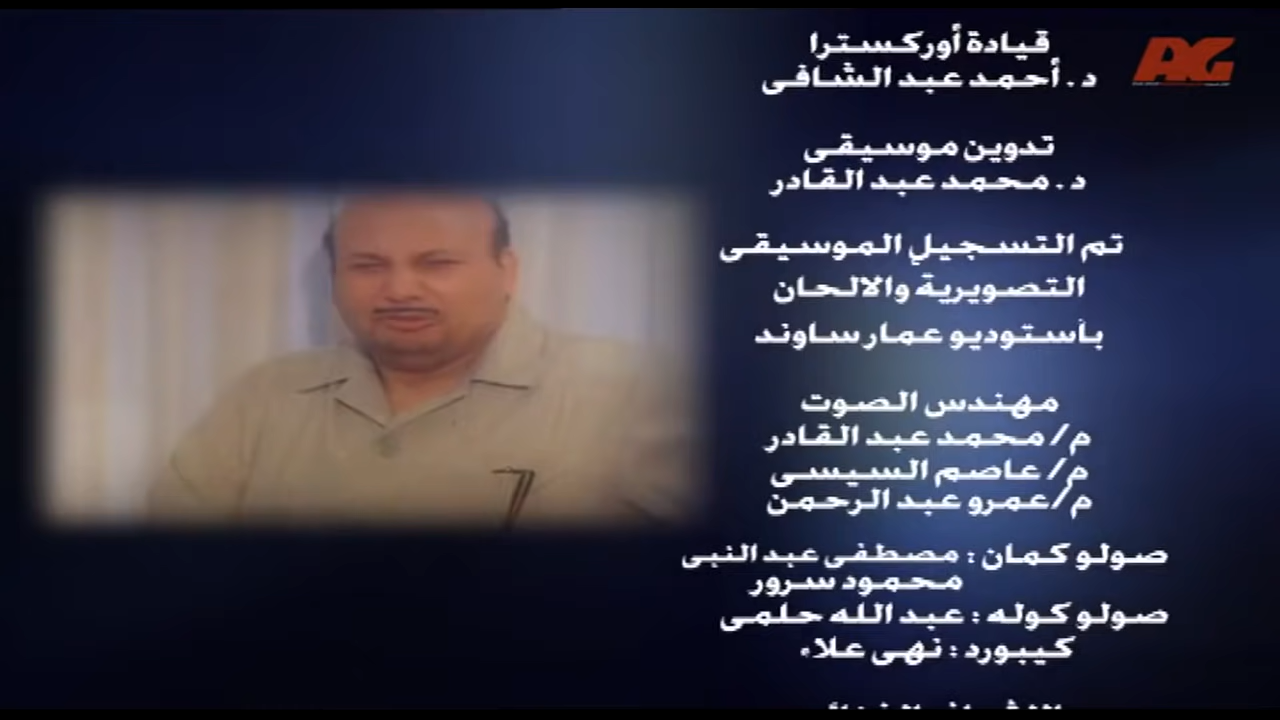 AG
قيادة أوركسترا
د. أحمد عبد الشافى
تدوين موسيقى
د. محمد عبد القادر
تم التسجيل الموسيقى
التصويرية والالحان
بأستوديو عمار ساوند
مهندس الصوت
م/ محمد عبد القادر
م/ عاصم السيسى
م/عمرو عبد الرحمن
صولو كمان : مصطفى عبد النبى
محمود سرور
صولو كوله : عبد الله حلمى
كيبورد : نهى علاء